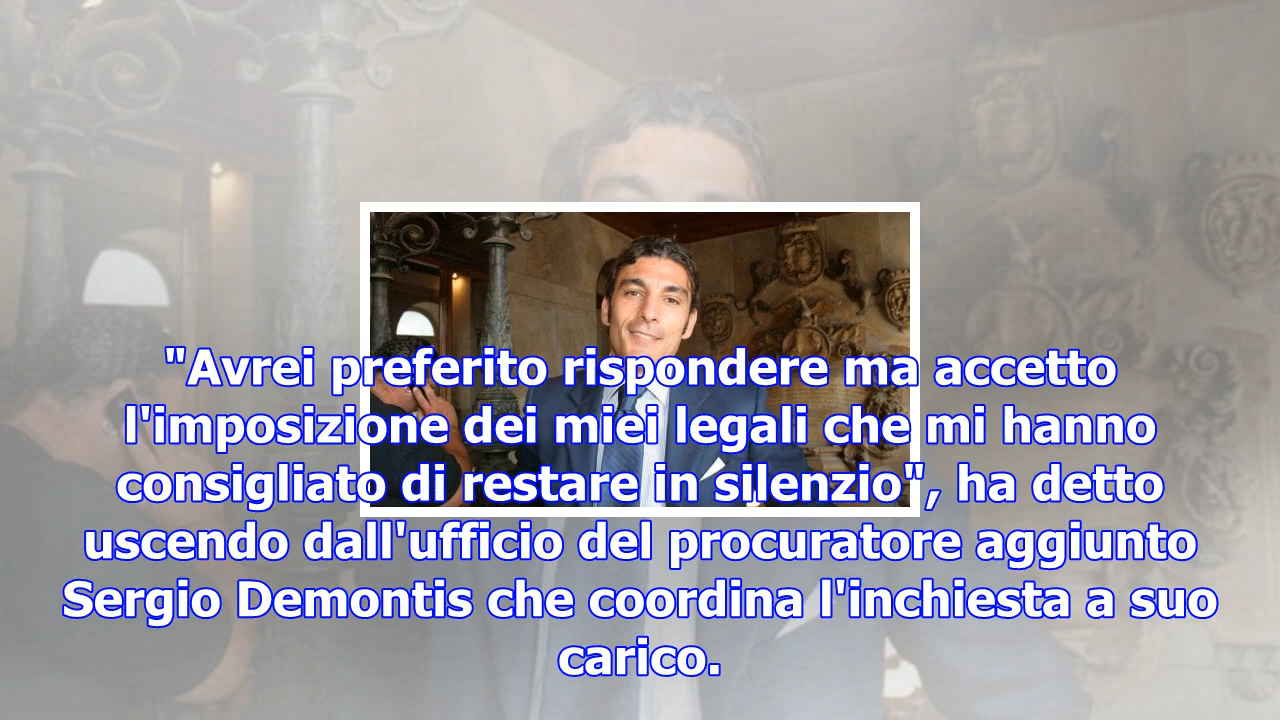 "Avrei preferito rispondere ma accetto
l'imposizione dei miei legali che mi hanno
consigliato di restare in silenzio", ha detto
uscendo dall'ufficio del procuratore aggiunto
Sergio Demontis che coordina l'inchiesta a suo
carico.